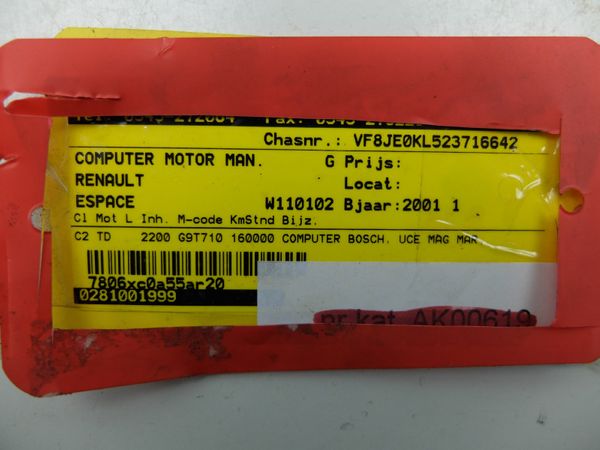 Chasnr.: VF8JE0KL523716642
COMPUTER MOTOR MAN. G Prijs:
RENAULT Locat:
ESPACE W110102 Bjaar:2001 1
Cl Mot L Inh. M-code KmStnd Bijz.
C2 TD 2200 G9T710 160000 COMPUTER BOSCH. UCE MAG MAR.
7806xc0a55ar20
0281001999
nr kat. AK00619